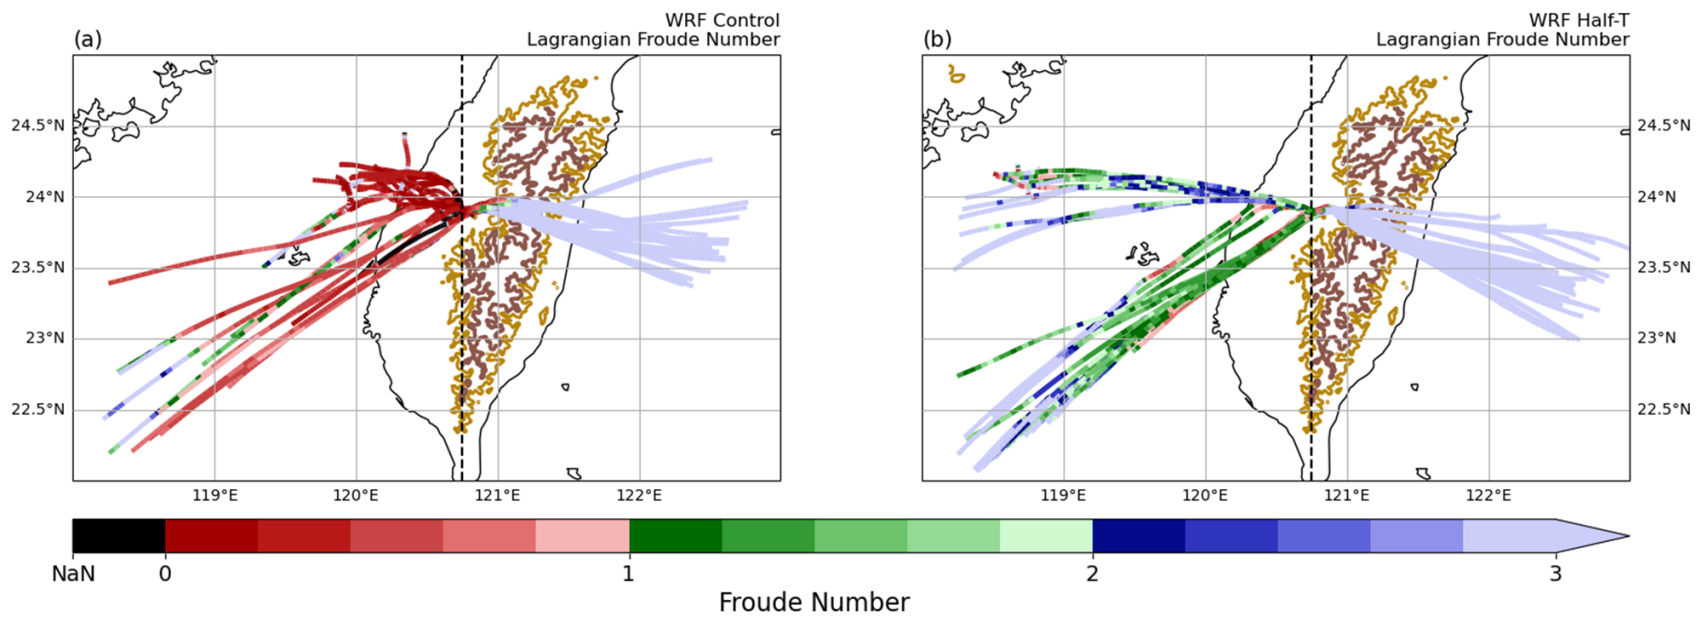 (a)
WRF Control
Lagrangian Froude Number
(b)
WRF Half-T
Lagrangian Froude Number
24.5°N
24°N
23.5°N
23°N
22.5°N
24.5°N
24°N
23.5°N
23°N
22.5°N
119°E 120°E 121°E 122°E
119°E 120°E 121°E 122°E
NaN 0 1 2 3
Froude Number